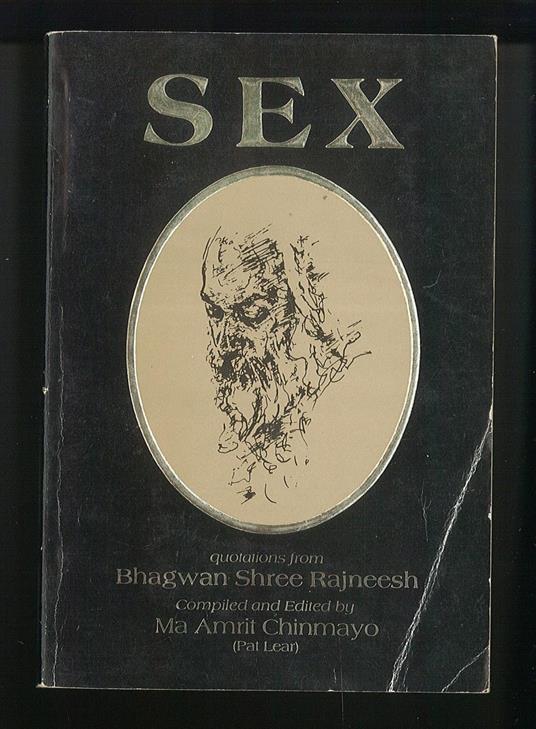 SEX
quotations from
Bhagwan Shree Rajneesh
Compiled and Edited by
Ma Amrit Chinmayo
(Pat Lear)